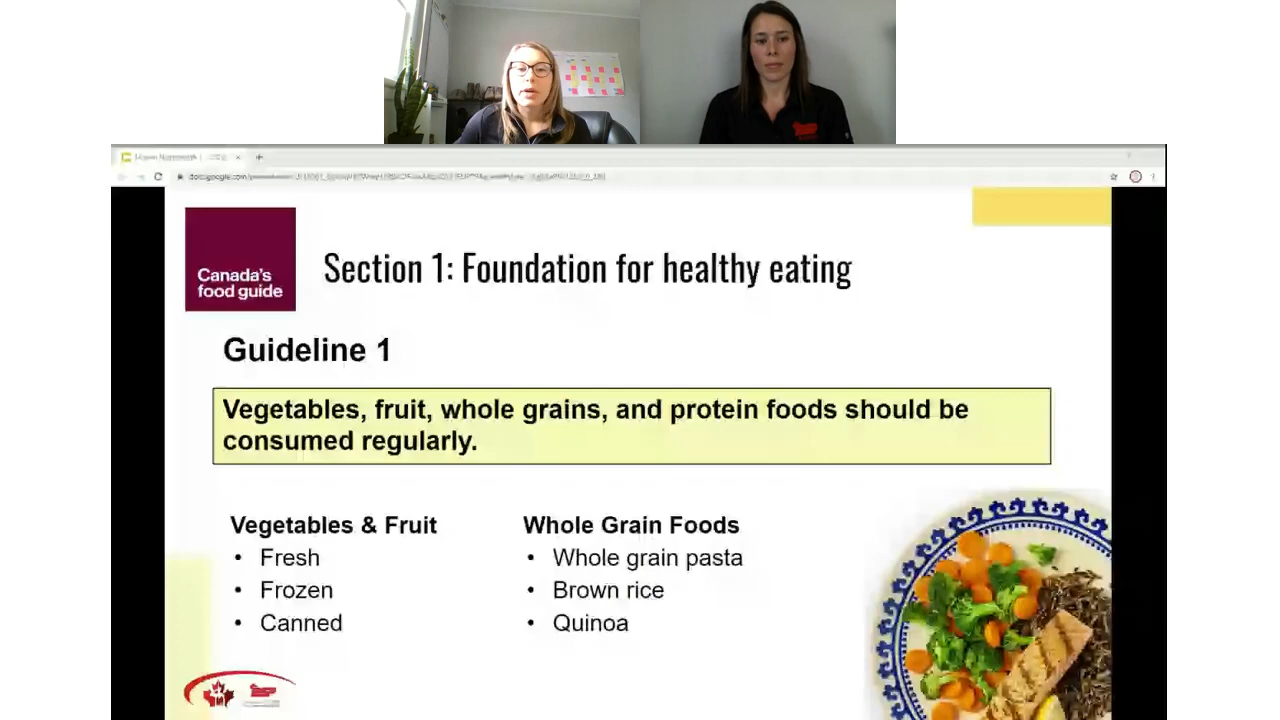 Canada's
food guide
Section 1: Foundation for healthy eating
Guideline 1
Vegetables, fruit, whole grains, and protein foods should be
consumed regularly.
Vegetables & Fruit
• Fresh
• Frozen
• Canned
Whole Grain Foods
• Whole grain pasta
• Brown rice
• Quinoa